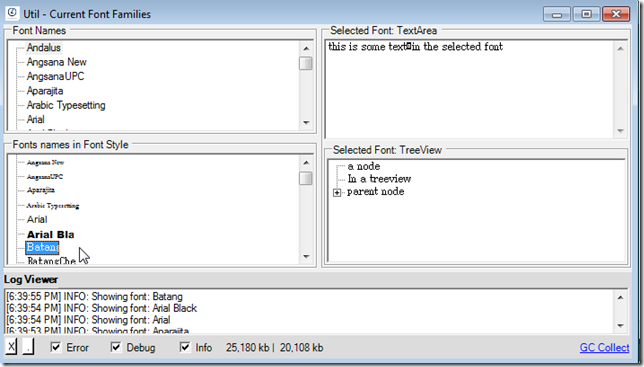 Util - Current Font Families
Font Names
Andalus
Angsana New
AngsanaUPC
Aparajita
Arabic Typesetting
Arial
Fonts names in Font Style
Angsana New
AngsanaUPC
Aparajita
Arabic Typesetting
Arial
Arial Bla
Batang
BatangChe
Selected Font: TextArea
this is some text in the selected font
Selected Font: TreeView
a node
In a treeview
parent node
Log Viewer
[6:39:55 PM] INFO: Showing font: Batang
[6:39:54 PM] INFO: Showing font: Arial Black
[6:39:54 PM] INFO: Showing font: Arial
[6:39:53 PM] INFO: Showing font: Aparajita
X . Error Debug Info 25,180 kb | 20,108 kb GC Collect